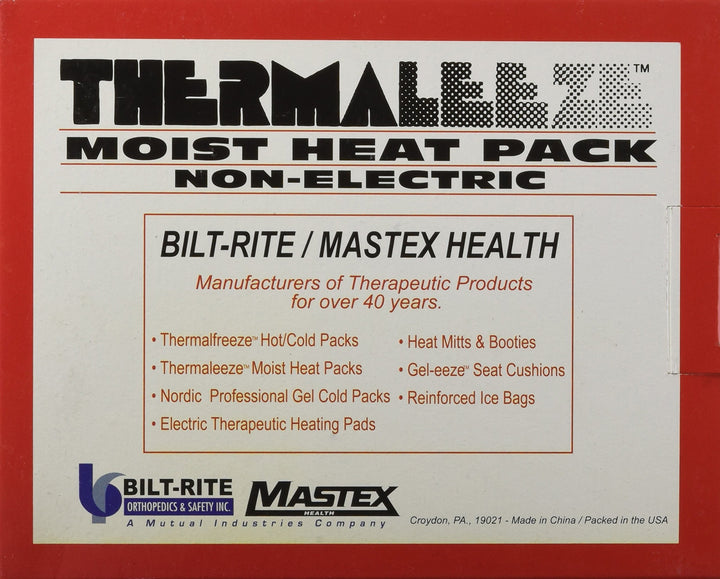 THERMALEEZE™
MOIST HEAT PACK
NON-ELECTRIC
BILT-RITE / MASTEX HEALTH
Manufacturers of Therapeutic Products
for over 40 years.
• Thermalfreeze™ Hot/Cold Packs
• Thermaleeze™ Moist Heat Packs
• Nordic Professional Gel Cold Packs
• Electric Therapeutic Heating Pads
• Heat Mitts & Booties
• Gel-eeze™ Seat Cushions
• Reinforced Ice Bags
BILT-RITE
ORTHOPEDICS & SAFETY INC.
A Mutual Industries Company
MASTEX
HEALTH
Croydon, PA., 19021 - Made in China / Packed in the USA